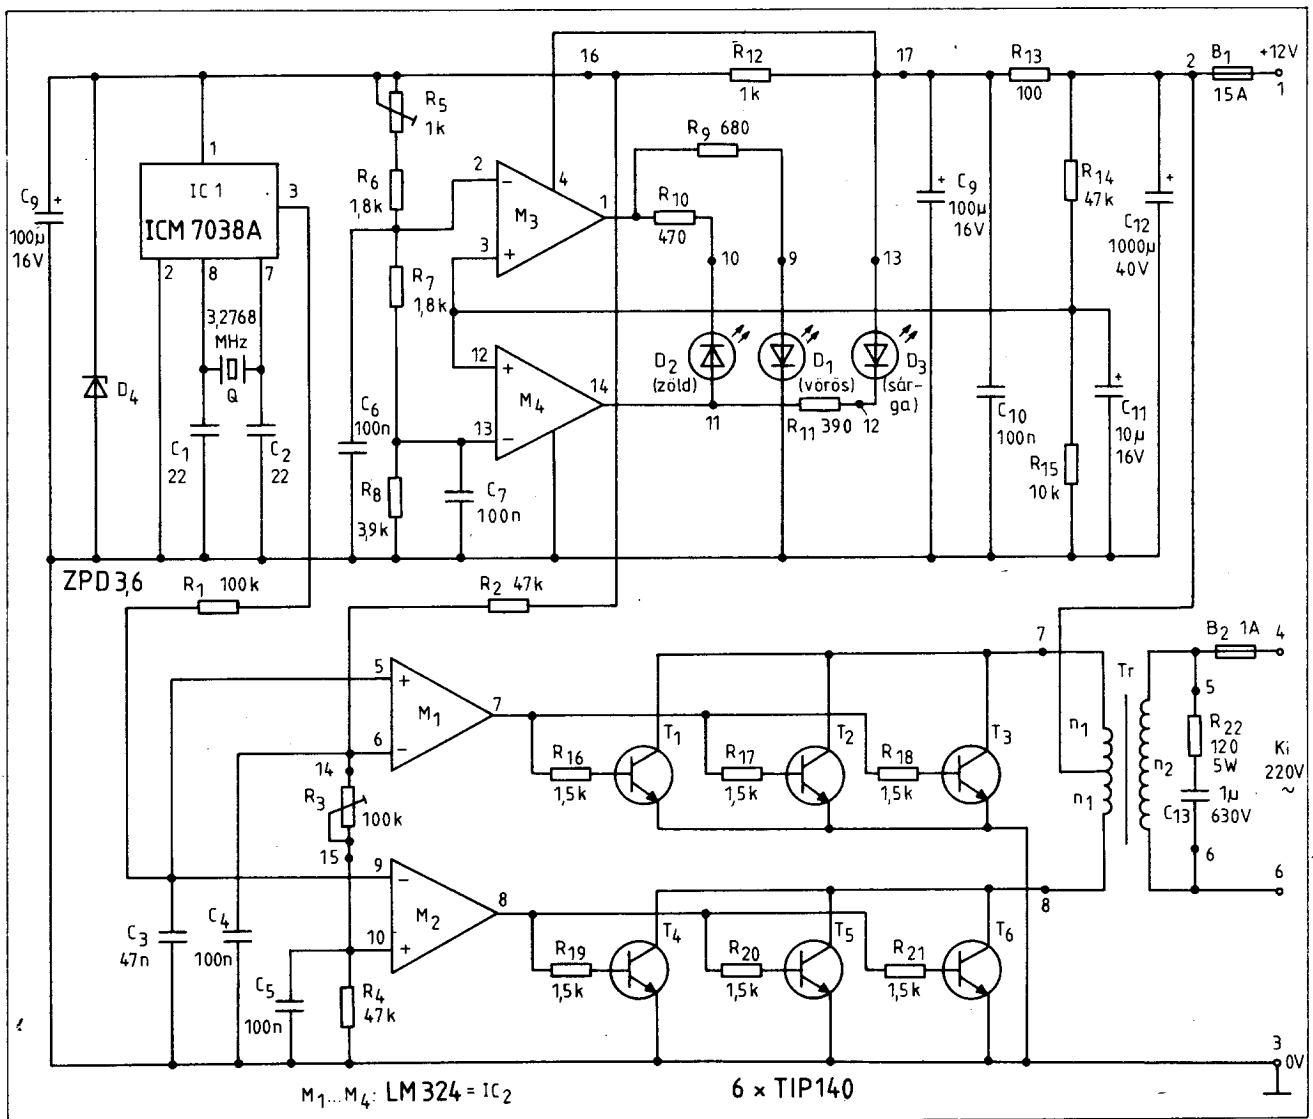 16
R12
1k
17
R13
100
2
B1
15A
+12V
1
R5
1k
R9 680
1
IC 1
ICM 7038A
3
2
8
7
C9
100µ
16V
R6
1,8k
2
4
M3
3
1
R10
470
C9
100µ
16V
R14
47k
C12
1000µ
40V
10
9
13
R7
1,8k
3,2768
MHz
Q
D4
C1
22
C2
22
12
14
M4
13
D2
(zöld)
D1
(vörös)
D3
(sár-
ga)
11
R11 390
12
C6
100n
C10
100n
C11
10µ
16V
R15
10k
R8
3,9k
C7
100n
ZPD3,6
R1 100k
R2 47k
7
B2 1A
4
5
M1
7
6
T1
T2
T3
Tr
5
R16
1,5k
R17
1,5k
R18
1,5k
n1
n1
n2
R22
120
5W
1µ
C13
630V
Ki
220V
~
14
R3
100k
15
6
6
9
M2
8
10
8
T4
T5
T6
C3
47n
C4
100n
C5
100n
R4
47k
R19
1,5k
R20
1,5k
R21
1,5k
3
0V
M1...M4: LM324 = IC2
6 x TIP140